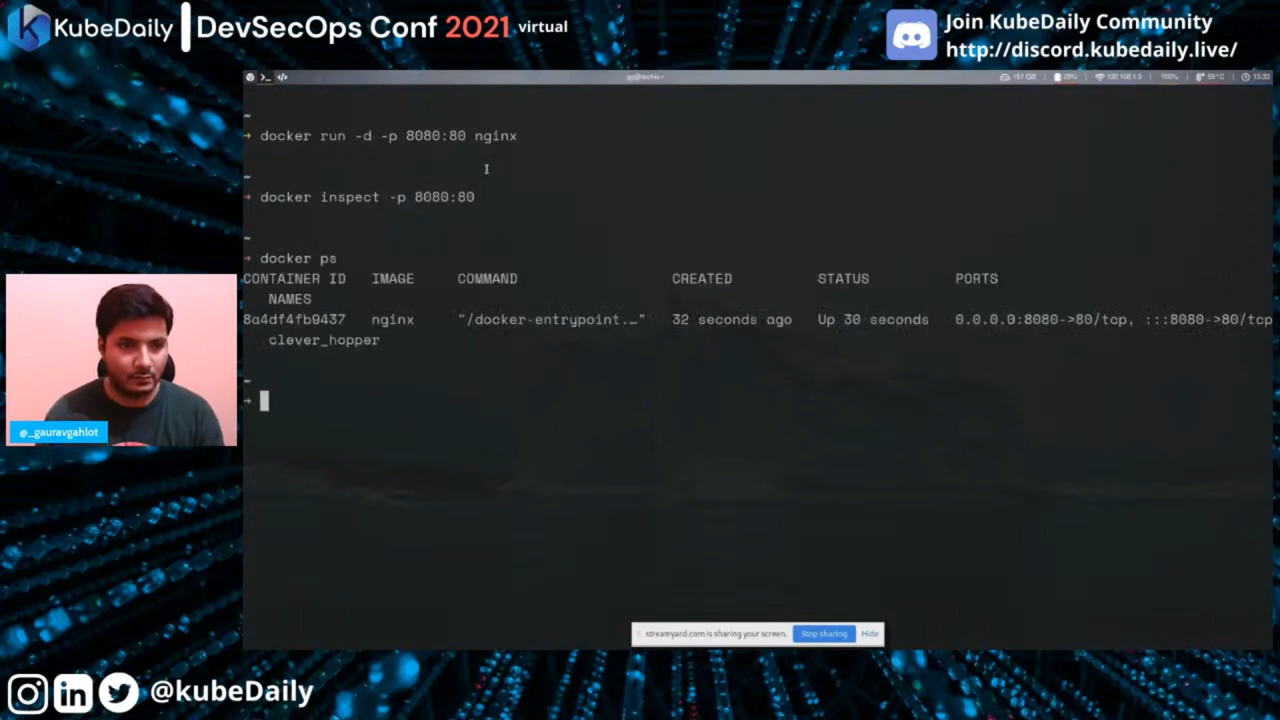 KubeDaily | DevSecOps Conf 2021 virtual
Join KubeDaily Community
http://discord.kubedaily.live/
~
→ docker run -d -p 8080:80 nginx
~
→ docker inspect -p 8080:80
~
→ docker ps
CONTAINER ID IMAGE COMMAND CREATED STATUS PORTS
NAMES
8a4df4fb0437 nginx "/docker-entrypoint.…" 32 seconds ago Up 30 seconds 0.0.0.0:8080->80/tcp, :::8080->80/tcp
clever_hopper
~
→
@_gauravgahlot
streamyard.com is sharing your screen. Stop sharing Hide
@kubeDaily